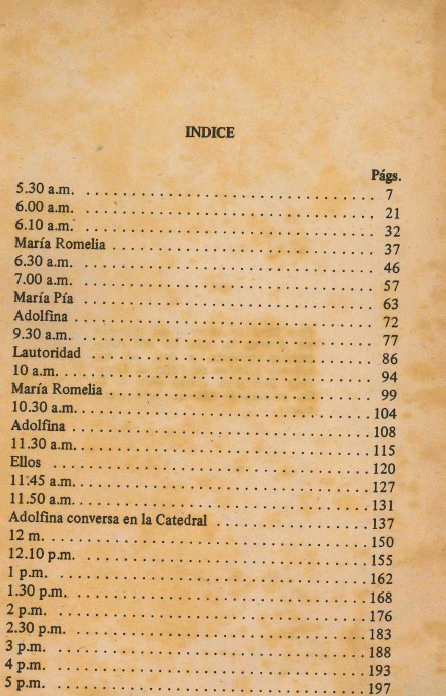 INDICE
Págs.
5.30 a.m. . . . . . . . . . . . . . . . . . . . . . . . . . . . . . 7
6.00 a.m. . . . . . . . . . . . . . . . . . . . . . . . . . . . . . 21
6.10 a.m. . . . . . . . . . . . . . . . . . . . . . . . . . . . . . 32
María Romelia . . . . . . . . . . . . . . . . . . . . . . . . . . 37
6.30 a.m. . . . . . . . . . . . . . . . . . . . . . . . . . . . . . 46
7.00 a.m. . . . . . . . . . . . . . . . . . . . . . . . . . . . . . 57
María Pía . . . . . . . . . . . . . . . . . . . . . . . . . . . . . 63
Adolfina . . . . . . . . . . . . . . . . . . . . . . . . . . . . . . 72
9.30 a.m. . . . . . . . . . . . . . . . . . . . . . . . . . . . . . 77
Lautoridad . . . . . . . . . . . . . . . . . . . . . . . . . . . . 86
10 a.m. . . . . . . . . . . . . . . . . . . . . . . . . . . . . . . 94
María Romelia . . . . . . . . . . . . . . . . . . . . . . . . . . 99
10.30 a.m. . . . . . . . . . . . . . . . . . . . . . . . . . . . . 104
Adolfina . . . . . . . . . . . . . . . . . . . . . . . . . . . . . . 108
11.30 a.m. . . . . . . . . . . . . . . . . . . . . . . . . . . . . 115
Ellos . . . . . . . . . . . . . . . . . . . . . . . . . . . . . . . . 120
11:45 a.m. . . . . . . . . . . . . . . . . . . . . . . . . . . . . 127
11.50 a.m. . . . . . . . . . . . . . . . . . . . . . . . . . . . . 131
Adolfina conversa en la Catedral . . . . . . . . . . . . . . 137
12 m. . . . . . . . . . . . . . . . . . . . . . . . . . . . . . . . 150
12.10 p.m. . . . . . . . . . . . . . . . . . . . . . . . . . . . . 155
1 p.m. . . . . . . . . . . . . . . . . . . . . . . . . . . . . . . . 162
1.30 p.m. . . . . . . . . . . . . . . . . . . . . . . . . . . . . . 168
2 p.m. . . . . . . . . . . . . . . . . . . . . . . . . . . . . . . . 176
2.30 p.m. . . . . . . . . . . . . . . . . . . . . . . . . . . . . . 183
3 p.m. . . . . . . . . . . . . . . . . . . . . . . . . . . . . . . . 188
4 p.m. . . . . . . . . . . . . . . . . . . . . . . . . . . . . . . . 193
5 p.m. . . . . . . . . . . . . . . . . . . . . . . . . . . . . . . . 197